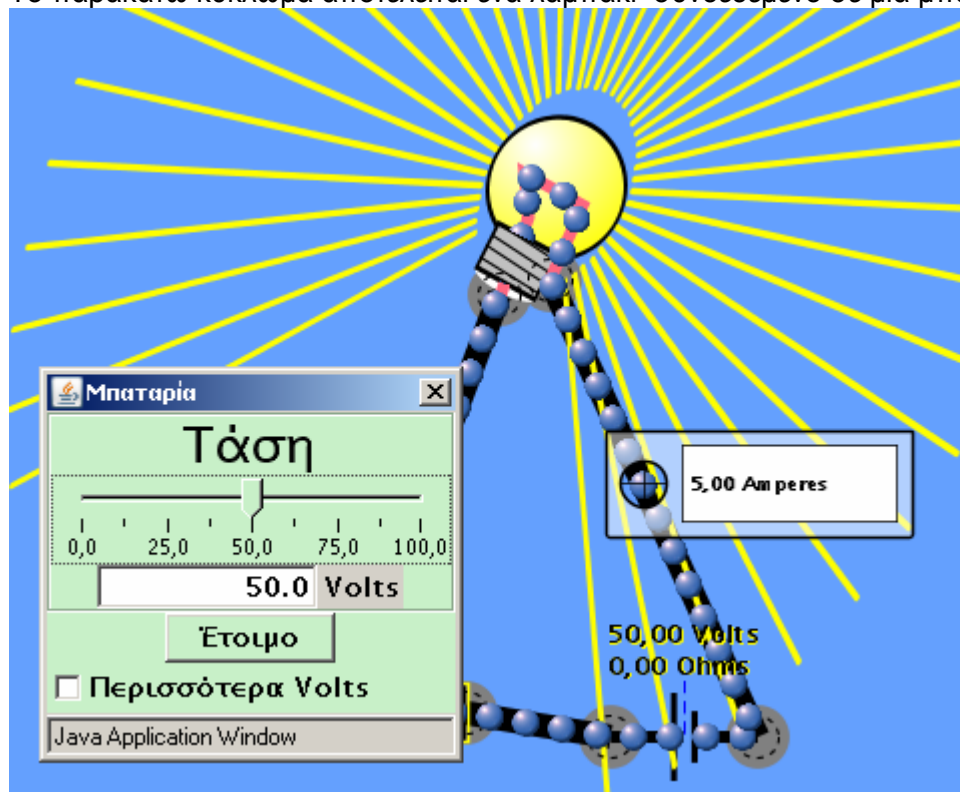 Μπαταρία
Τάση
0,0 25,0 50,0 75,0 100,0
50.0 Volts
Έτοιμο
Περισσότερα Volts
Java Application Window
5,00 Amperes
50,00 Volts
0,00 Ohms